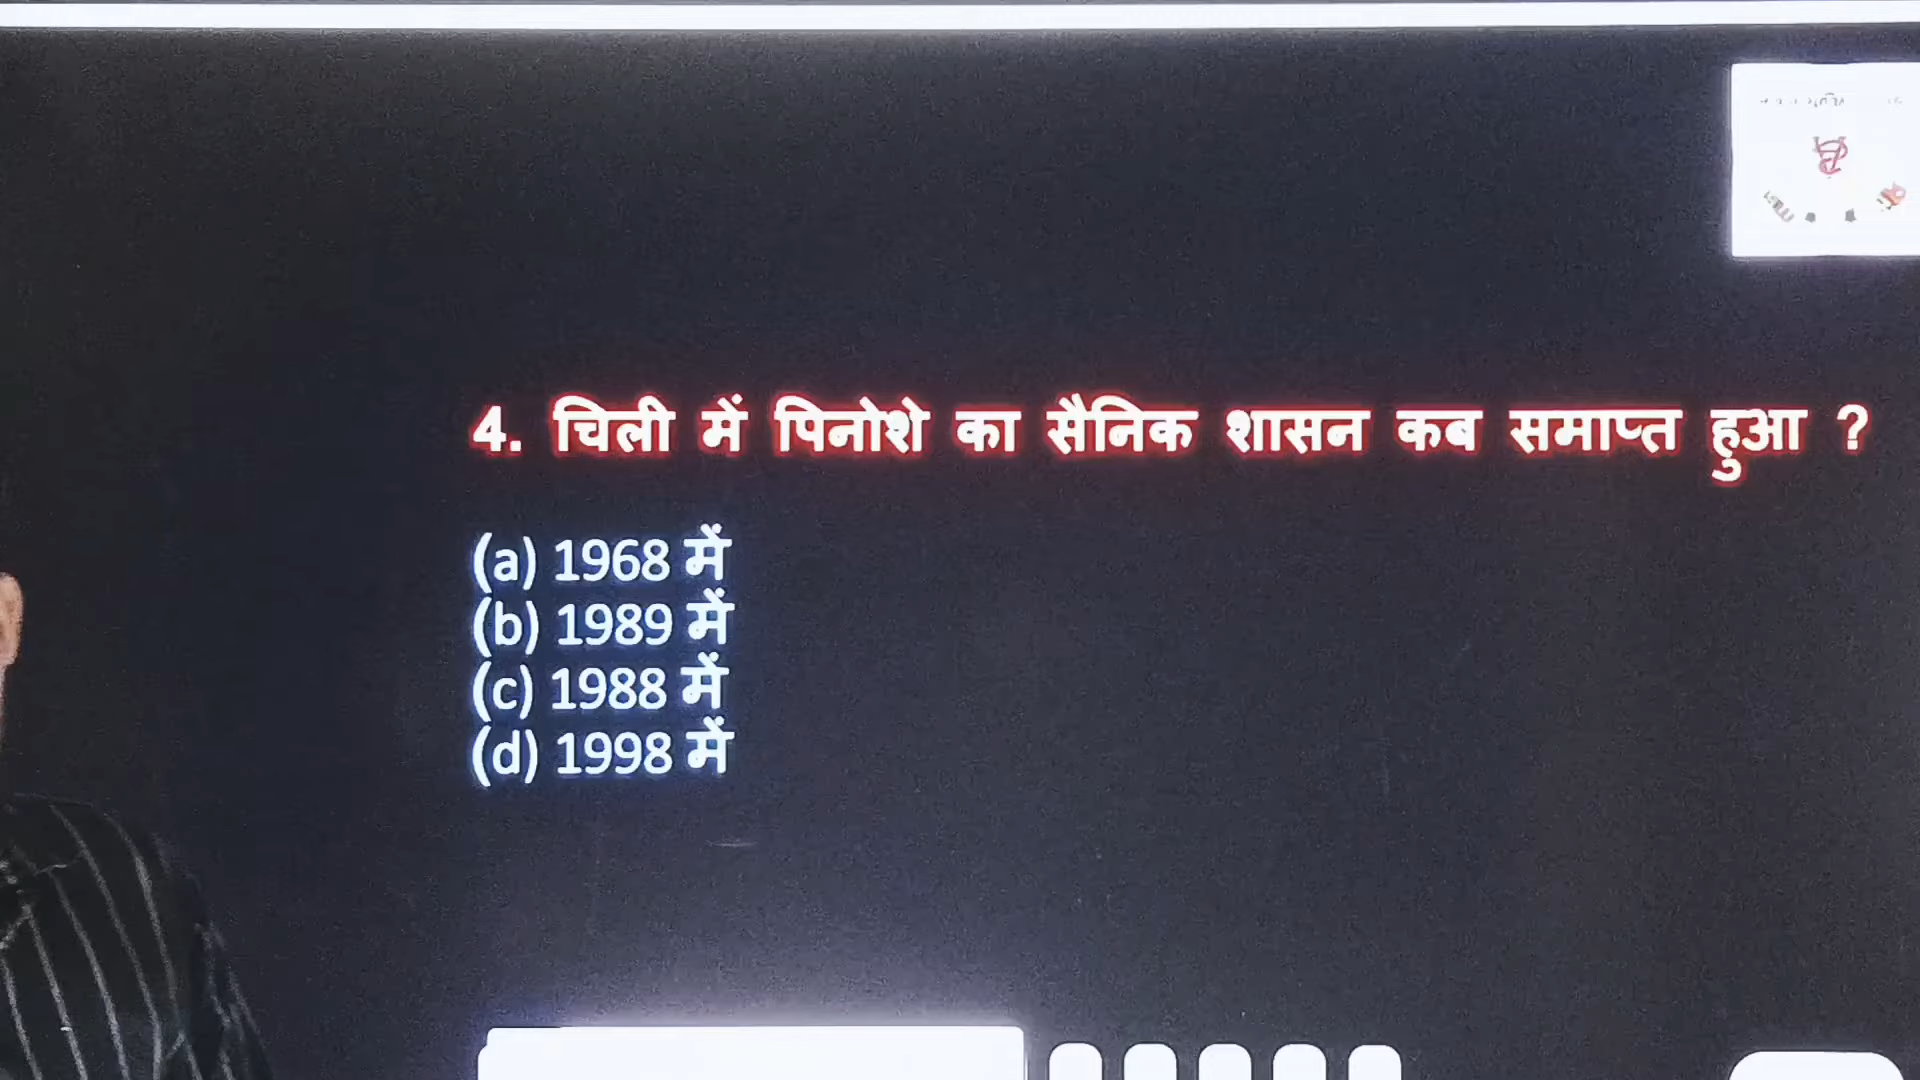 4. चिली में पिनोशे का सैनिक शासन कब समाप्त हुआ ?
(a) 1968 में
(b) 1989 में
(c) 1988 में
(d) 1998 में